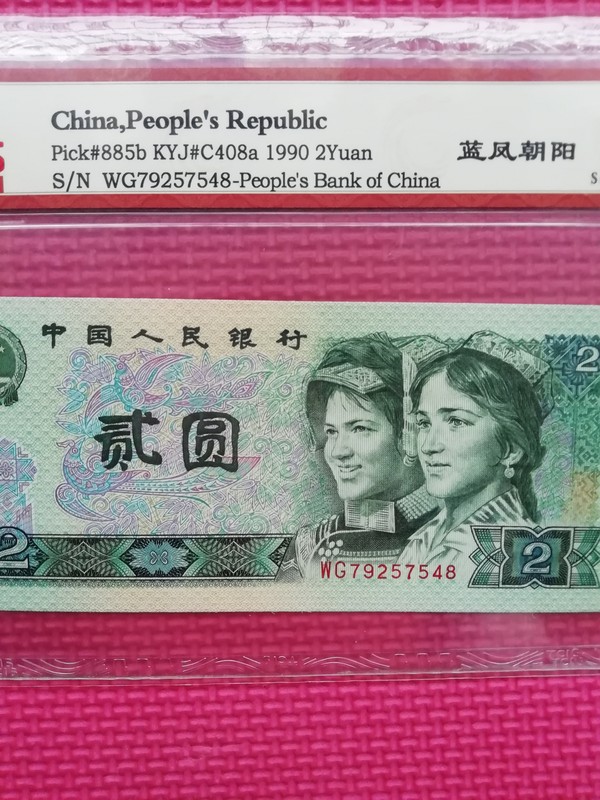 China,People's Republic
Pick#885b KYJ#C408a 1990 2Yuan
蓝凤朝阳
S/N WG79257548-People's Bank of China
S
中国人民银行
2
贰圆
2
WG79257548
2